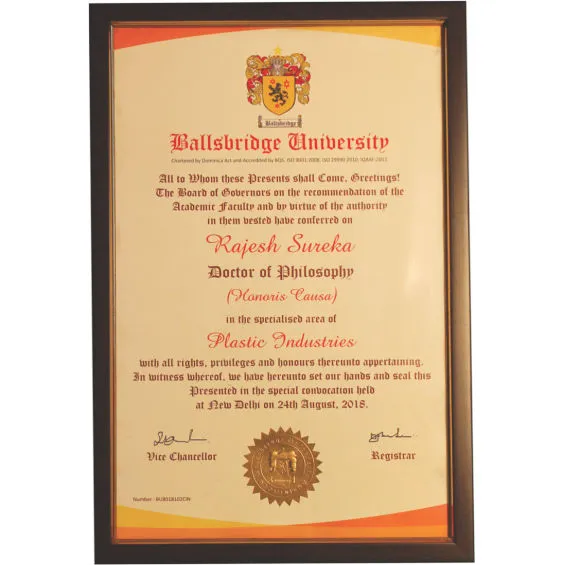 Ballsbridge
Ballsbridge University
All to Whom these Presents shall Come, Greetings!
The Board of Governors on the recommendation of the
Academic Faculty and by virtue of the authority
in them vested have conferred on
Rajesh Sureka
Doctor of Philosophy
(Honoris Causa)
in the specialised area of
Plastic Industries
with all rights, privileges and honours thereunto appertaining.
In witness whereof, we have hereunto set our hands and seal this
Presented in the special convocation held
at New Delhi on 24th August, 2018.
Vice Chancellor
Registrar
Number :